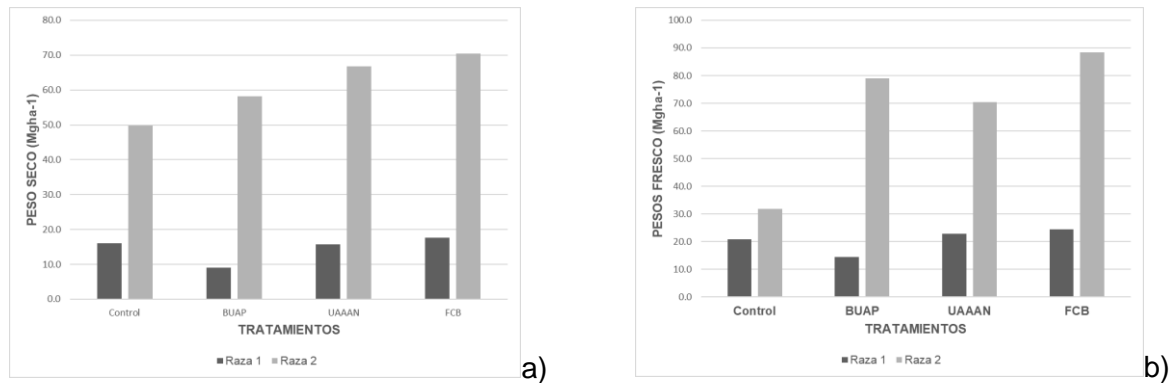 PESO SECO (Mgha-1)
80.0
70.0
60.0
50.0
40.0
30.0
20.0
10.0
0.0
Control BUAP UAAAN FCB
TRATAMIENTOS
Raza 1 Raza 2
a)
PESOS FRESCO (Mgha-1)
100.0
90.0
80.0
70.0
60.0
50.0
40.0
30.0
20.0
10.0
0.0
Control BUAP UAAAN FCB
TRATAMIENTOS
Raza 1 Raza 2
b)